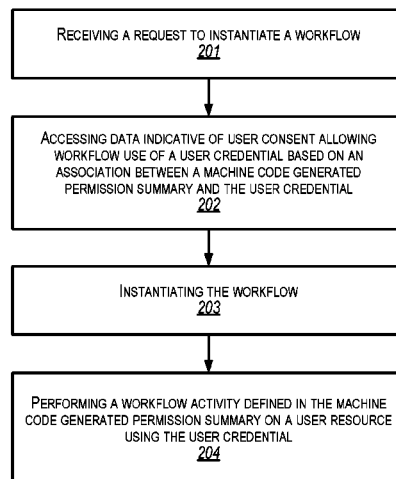 RECEIVING A REQUEST TO INSTANTIATE A WORKFLOW
201
ACCESSING DATA INDICATIVE OF USER CONSENT ALLOWING
WORKFLOW USE OF A USER CREDENTIAL BASED ON AN
ASSOCIATION BETWEEN A MACHINE CODE GENERATED
PERMISSION SUMMARY AND THE USER CREDENTIAL
202
INSTANTIATING THE WORKFLOW
203
PERFORMING A WORKFLOW ACTIVITY DEFINED IN THE MACHINE
CODE GENERATED PERMISSION SUMMARY ON A USER RESOURCE
USING THE USER CREDENTIAL
204